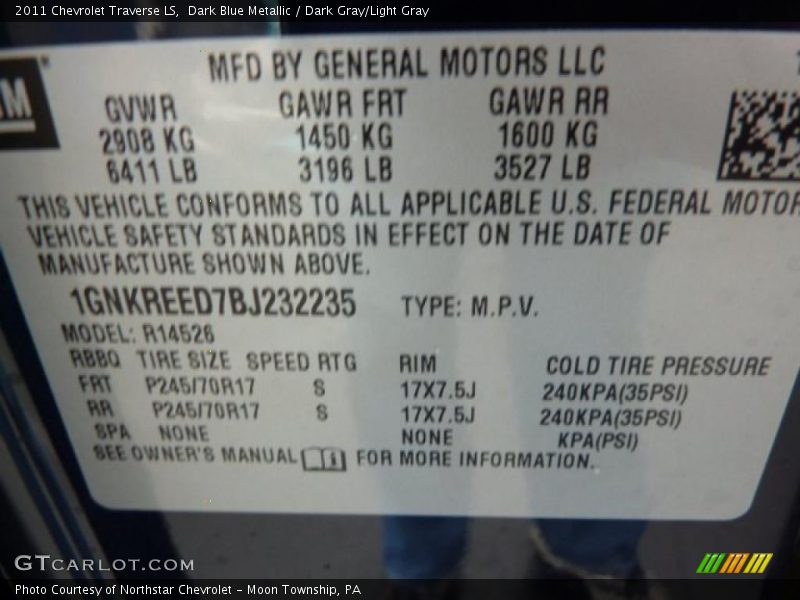 2011 Chevrolet Traverse LS,  Dark Blue Metallic / Dark Gray/Light Gray
MFD BY GENERAL MOTORS LLC
GM
GVWR GAWR FRT GAWR RR
2908 KG 1450 KG 1600 KG
6411 LB 3196 LB 3527 LB
THIS VEHICLE CONFORMS TO ALL APPLICABLE U.S. FEDERAL MOTOR
VEHICLE SAFETY STANDARDS IN EFFECT ON THE DATE OF
MANUFACTURE SHOWN ABOVE.
1GNKREED7BJ232235 TYPE: M.P.V.
MODEL: R14526
RBBQ TIRE SIZE SPEED RTG RIM COLD TIRE PRESSURE
FRT P245/70R17 S 17X7.5J 240KPA(35PSI)
RR P245/70R17 S 17X7.5J 240KPA(35PSI)
SPA NONE NONE KPA(PSI)
SEE OWNER'S MANUAL FOR MORE INFORMATION.
GTCARLOT.COM
Photo Courtesy of Northstar Chevrolet - Moon Township, PA